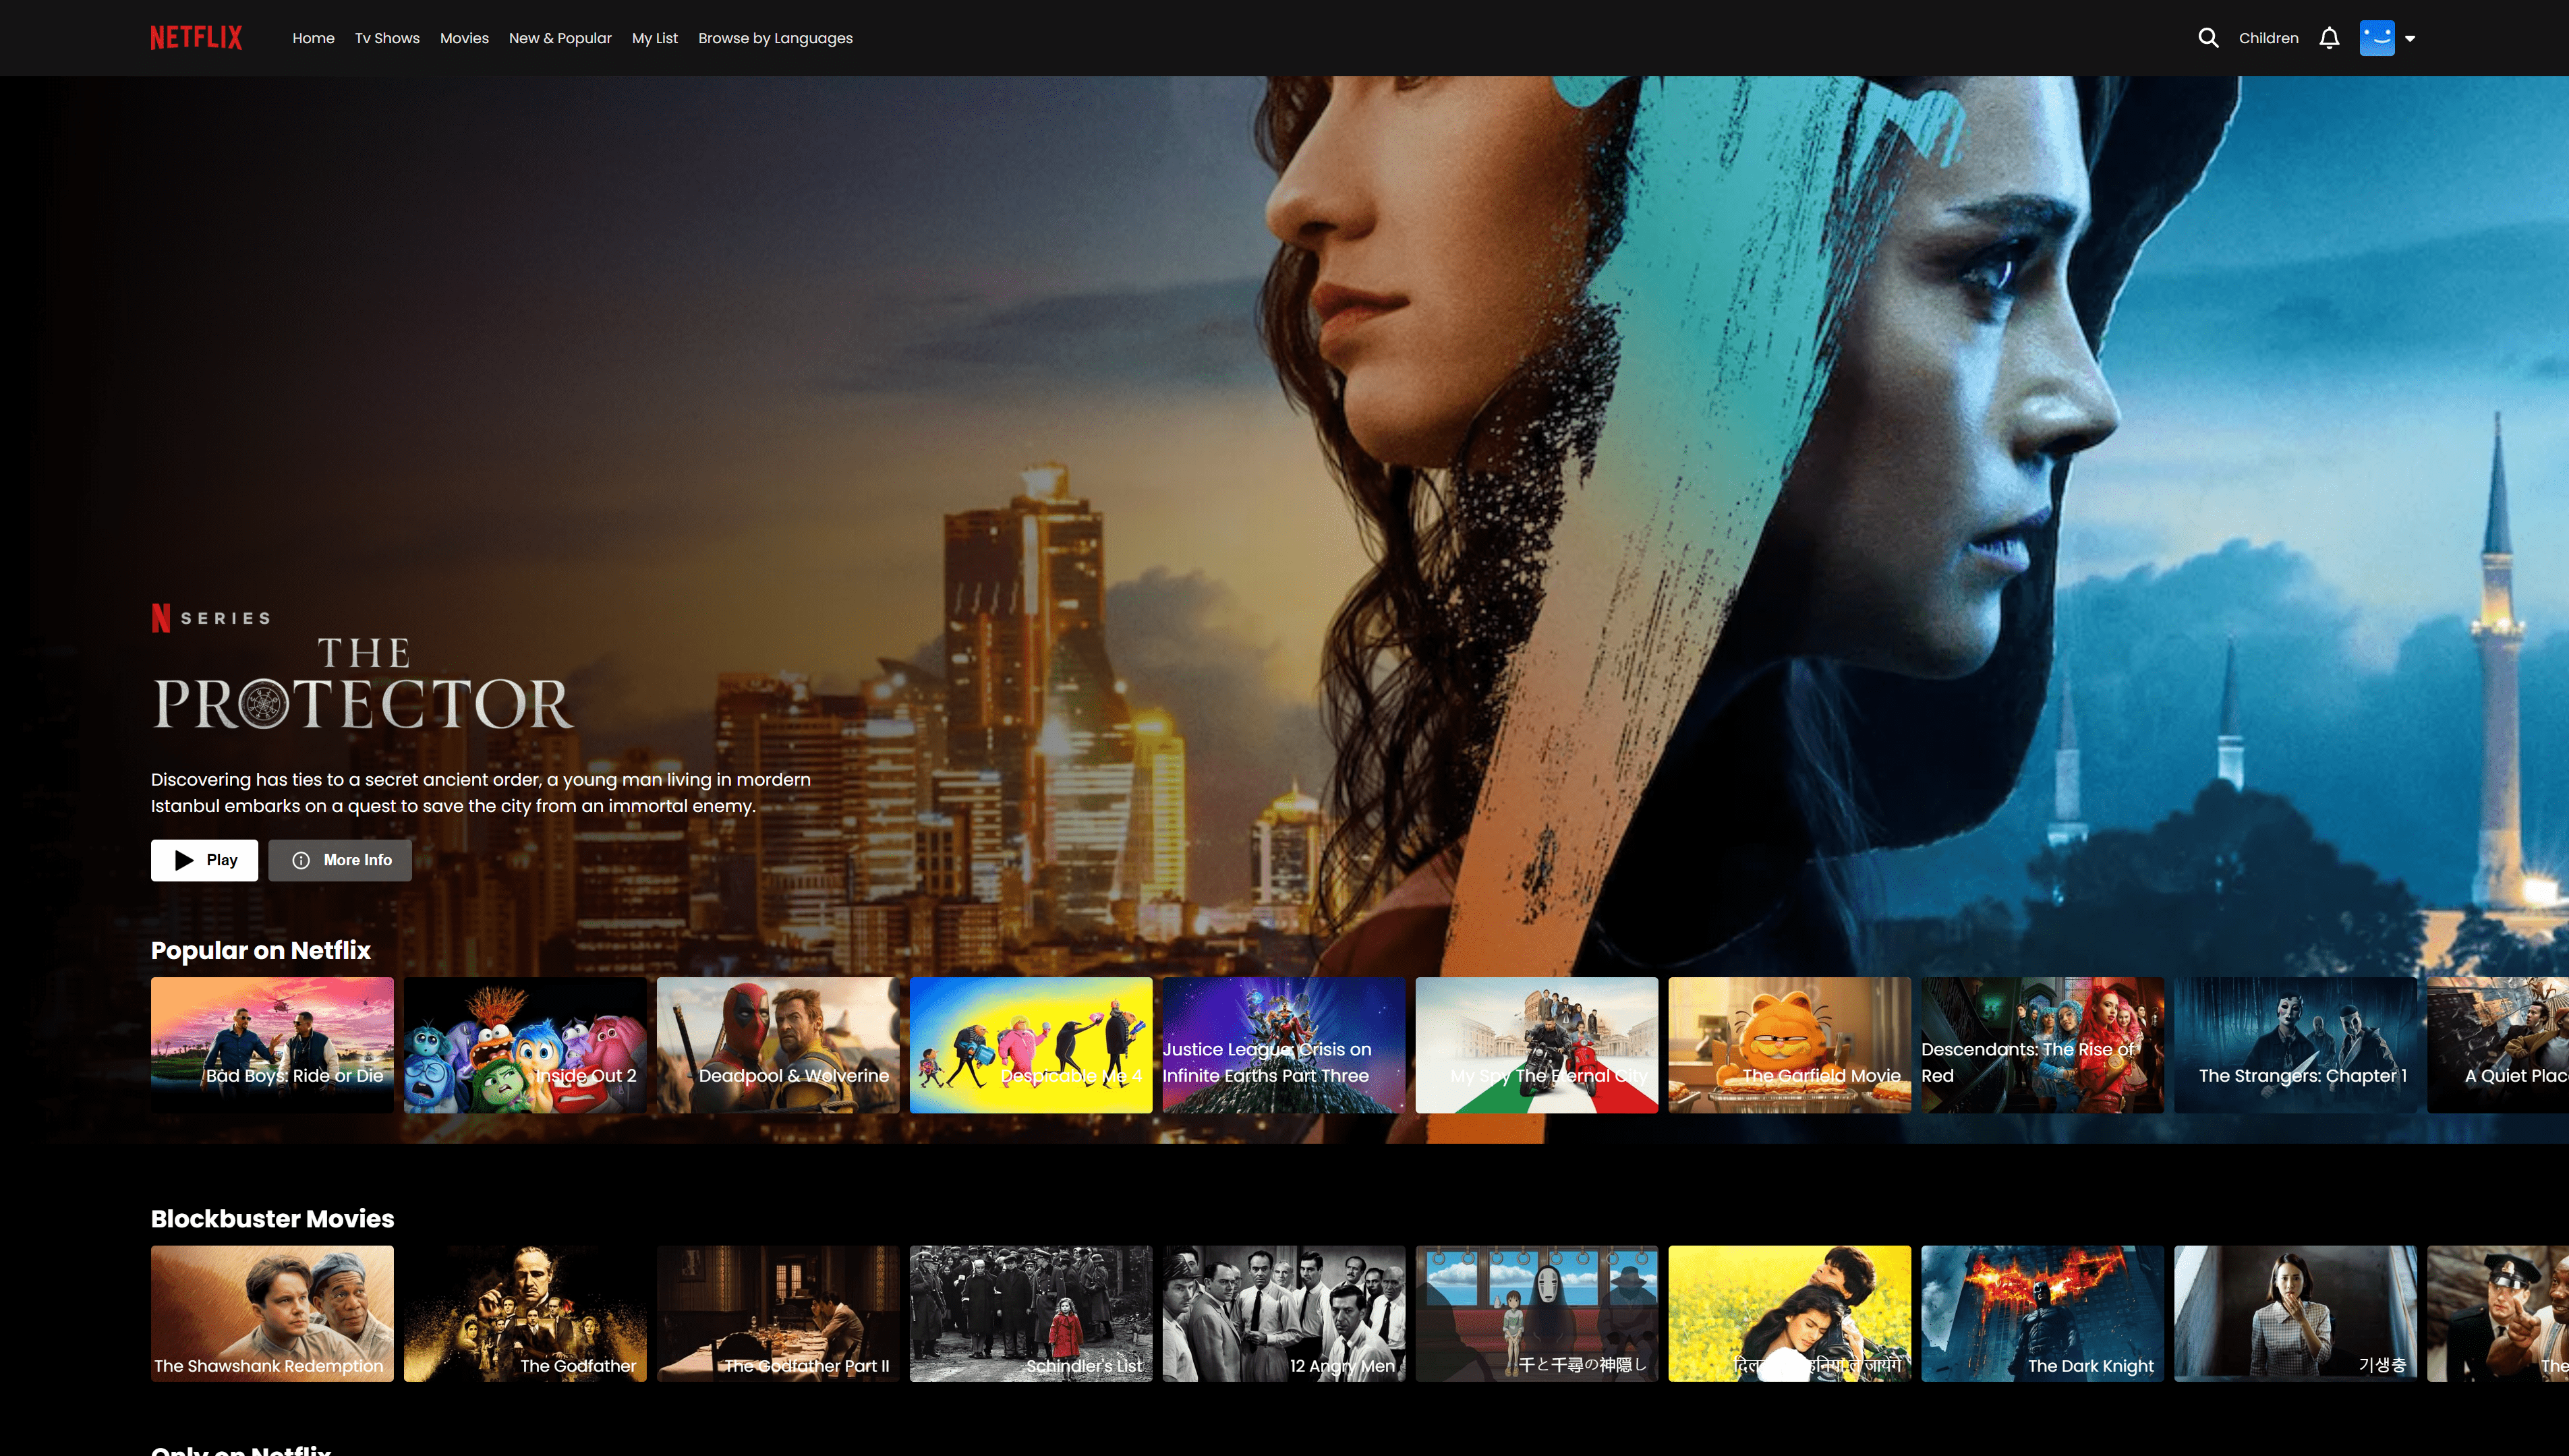 NETFLIX
Home
Tv Shows
Movies
New & Popular
My List
Browse by Languages
Children
N SERIES
THE
PROTECTOR
Discovering has ties to a secret ancient order, a young man living in mordern
Istanbul embarks on a quest to save the city from an immortal enemy.
Play
More Info
Popular on Netflix
Bad Boys: Ride or Die
Inside Out 2
Deadpool & Wolverine
Despicable Me 4
Justice League: Crisis on
Infinite Earths Part Three
My Spy The Eternal City
The Garfield Movie
Descendants: The Rise of
Red
The Strangers: Chapter 1
A Quiet Plac
Blockbuster Movies
The Shawshank Redemption
The Godfather
The Godfather Part II
Schindler's List
12 Angry Men
千と千尋の神隠し
ले जायेंगे
The Dark Knight
기생충
The
Only on Netflix